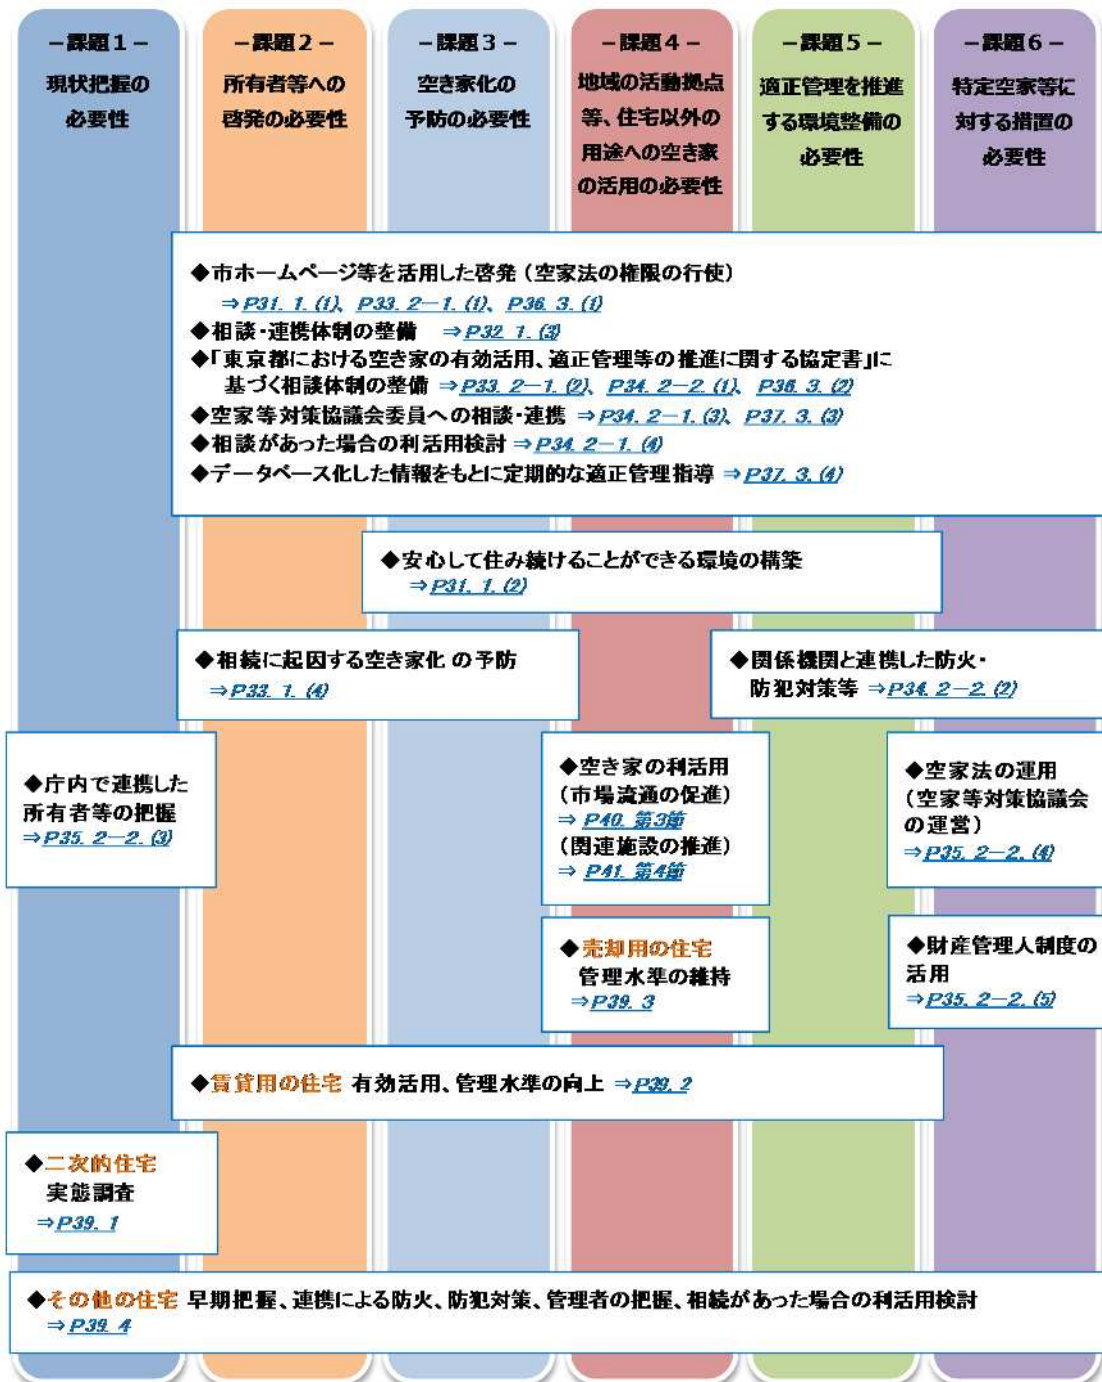 －課題１－
現状把握の
必要性
－課題２－
所有者等への
啓発の必要性
－課題３－
空き家化の
予防の必要性
－課題４－
地域の活動拠点
等、住宅以外の
用途への空き家
の活用の必要性
－課題５－
適正管理を推進
する環境整備の
必要性
－課題６－
特定空家等に
対する措置の
必要性
◆市ホームページ等を活用した啓発（空家法の権限の行使）
⇒P31. 1. (1)、P33. 2－1. (1)、P36. 3. (1)
◆相談・連携体制の整備 ⇒P32 1. (3)
◆「東京都における空き家の有効活用、適正管理等の推進に関する協定書」に
基づく相談体制の整備 ⇒P33. 2－1. (2)、P34. 2－2. (1)、P36. 3. (2)
◆空家等対策協議会委員への相談・連携 ⇒P34. 2－1. (3)、P37. 3. (3)
◆相談があった場合の利活用検討⇒P34. 2－1. (4)
◆データベース化した情報をもとに定期的な適正管理指導 ⇒P37. 3. (4)
◆安心して住み続けることができる環境の構築
⇒P31. 1. (2)
◆相続に起因する空き家化 の予防
⇒P33. 1. (4)
◆関係機関と連携した防火・
防犯対策等 ⇒P34. 2－2. (2)
◆庁内で連携した
所有者等の把握
⇒P35. 2－2. (3)
◆空き家の利活用
（市場流通の促進）
⇒ P40. 第3節
（関連施設の推進）
⇒ P41. 第4節
◆空家法の運用
（空家等対策協議会
の運営）
⇒P35. 2－2. (4)
◆売却用の住宅
管理水準の維持
⇒P39. 3
◆財産管理人制度の
活用
⇒P35. 2－2. (5)
◆賃貸用の住宅 有効活用、管理水準の向上 ⇒P39. 2
◆二次的住宅
実態調査
⇒P39. 1
◆その他の住宅 早期把握、連携による防火、防犯対策、管理者の把握、相続があった場合の利活用検討
⇒P39. 4